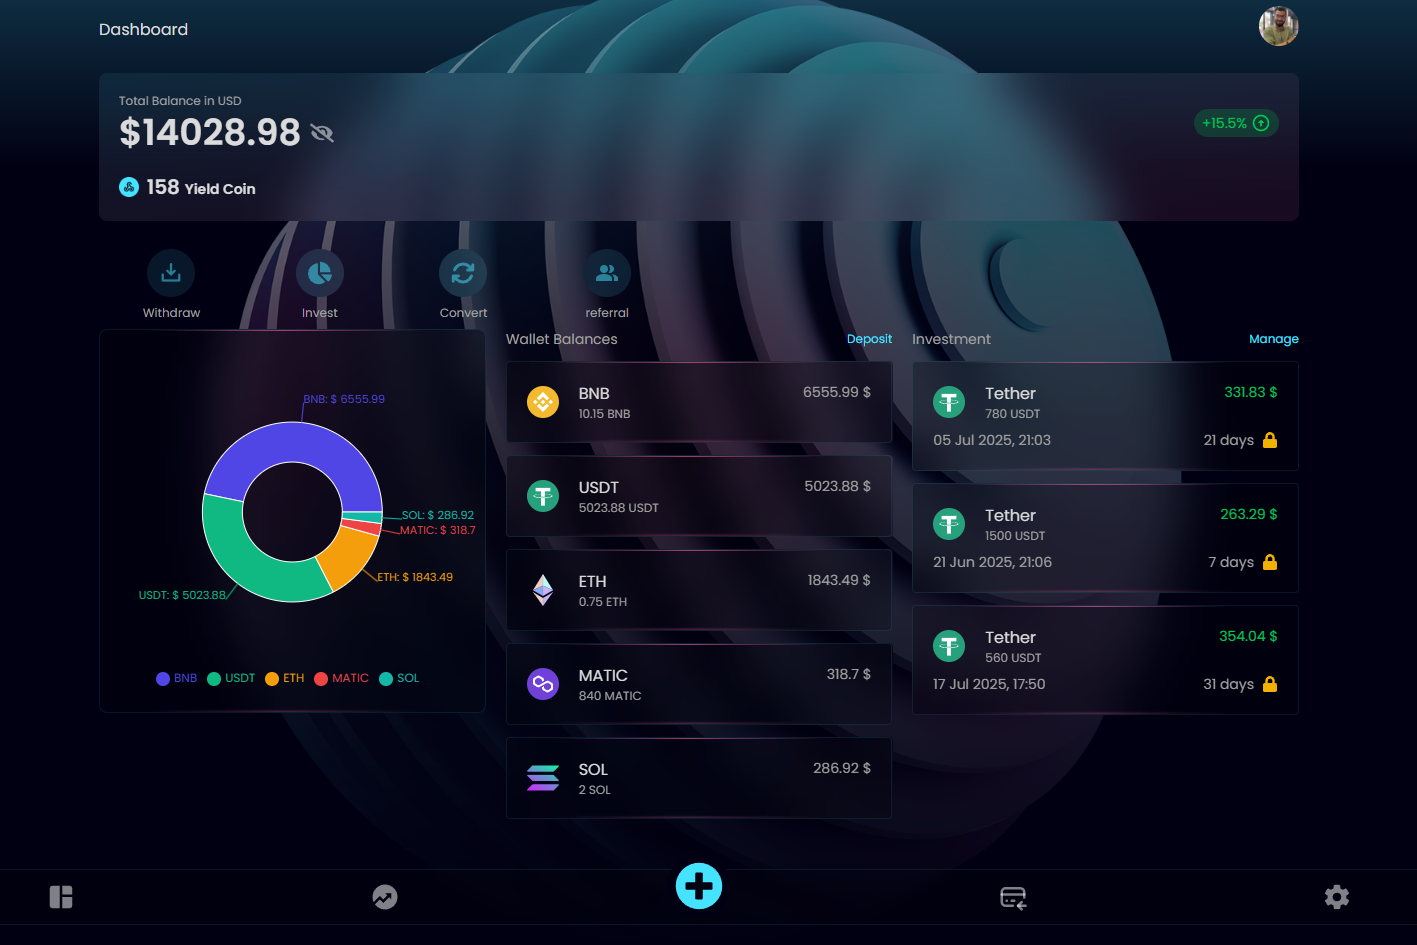 Dashboard
Total Balance in USD
$14028.98
+15.5%
158 Yield Coin
Withdraw
Invest
Convert
referral
BNB: $ 6555.99
SOL: $ 286.92
MATIC: $ 318.7
ETH: $ 1843.49
USDT: $ 5023.88
BNB USDT ETH MATIC SOL
Wallet Balances Deposit
BNB 6555.99 $
10.15 BNB
USDT 5023.88 $
5023.88 USDT
ETH 1843.49 $
0.75 ETH
MATIC 318.7 $
840 MATIC
SOL 286.92 $
2 SOL
Investment Manage
Tether 331.83 $
780 USDT
05 Jul 2025, 21:03 21 days
Tether 263.29 $
1500 USDT
21 Jun 2025, 21:06 7 days
Tether 354.04 $
560 USDT
17 Jul 2025, 17:50 31 days